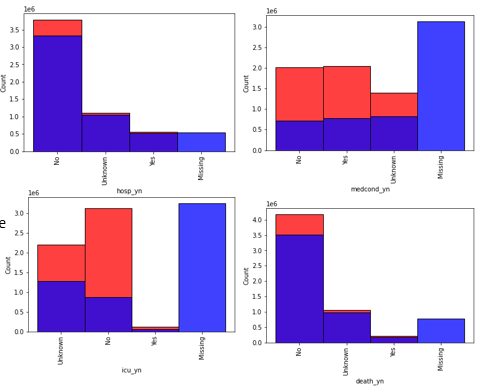 1e6
3.5
3.0
2.5
2.0
1.5
1.0
0.5
0.0
Count
No
Unknown
Yes
Missing
hosp_yn
1e6
3.0
2.5
2.0
1.5
1.0
0.5
0.0
Count
No
Yes
Unknown
Missing
medcond_yn
e
1e6
3.0
2.5
2.0
1.5
1.0
0.5
0.0
Count
Unknown
No
Yes
Missing
icu_yn
1e6
4.0
3.5
3.0
2.5
2.0
1.5
1.0
0.5
0.0
Count
No
Unknown
Yes
Missing
death_yn